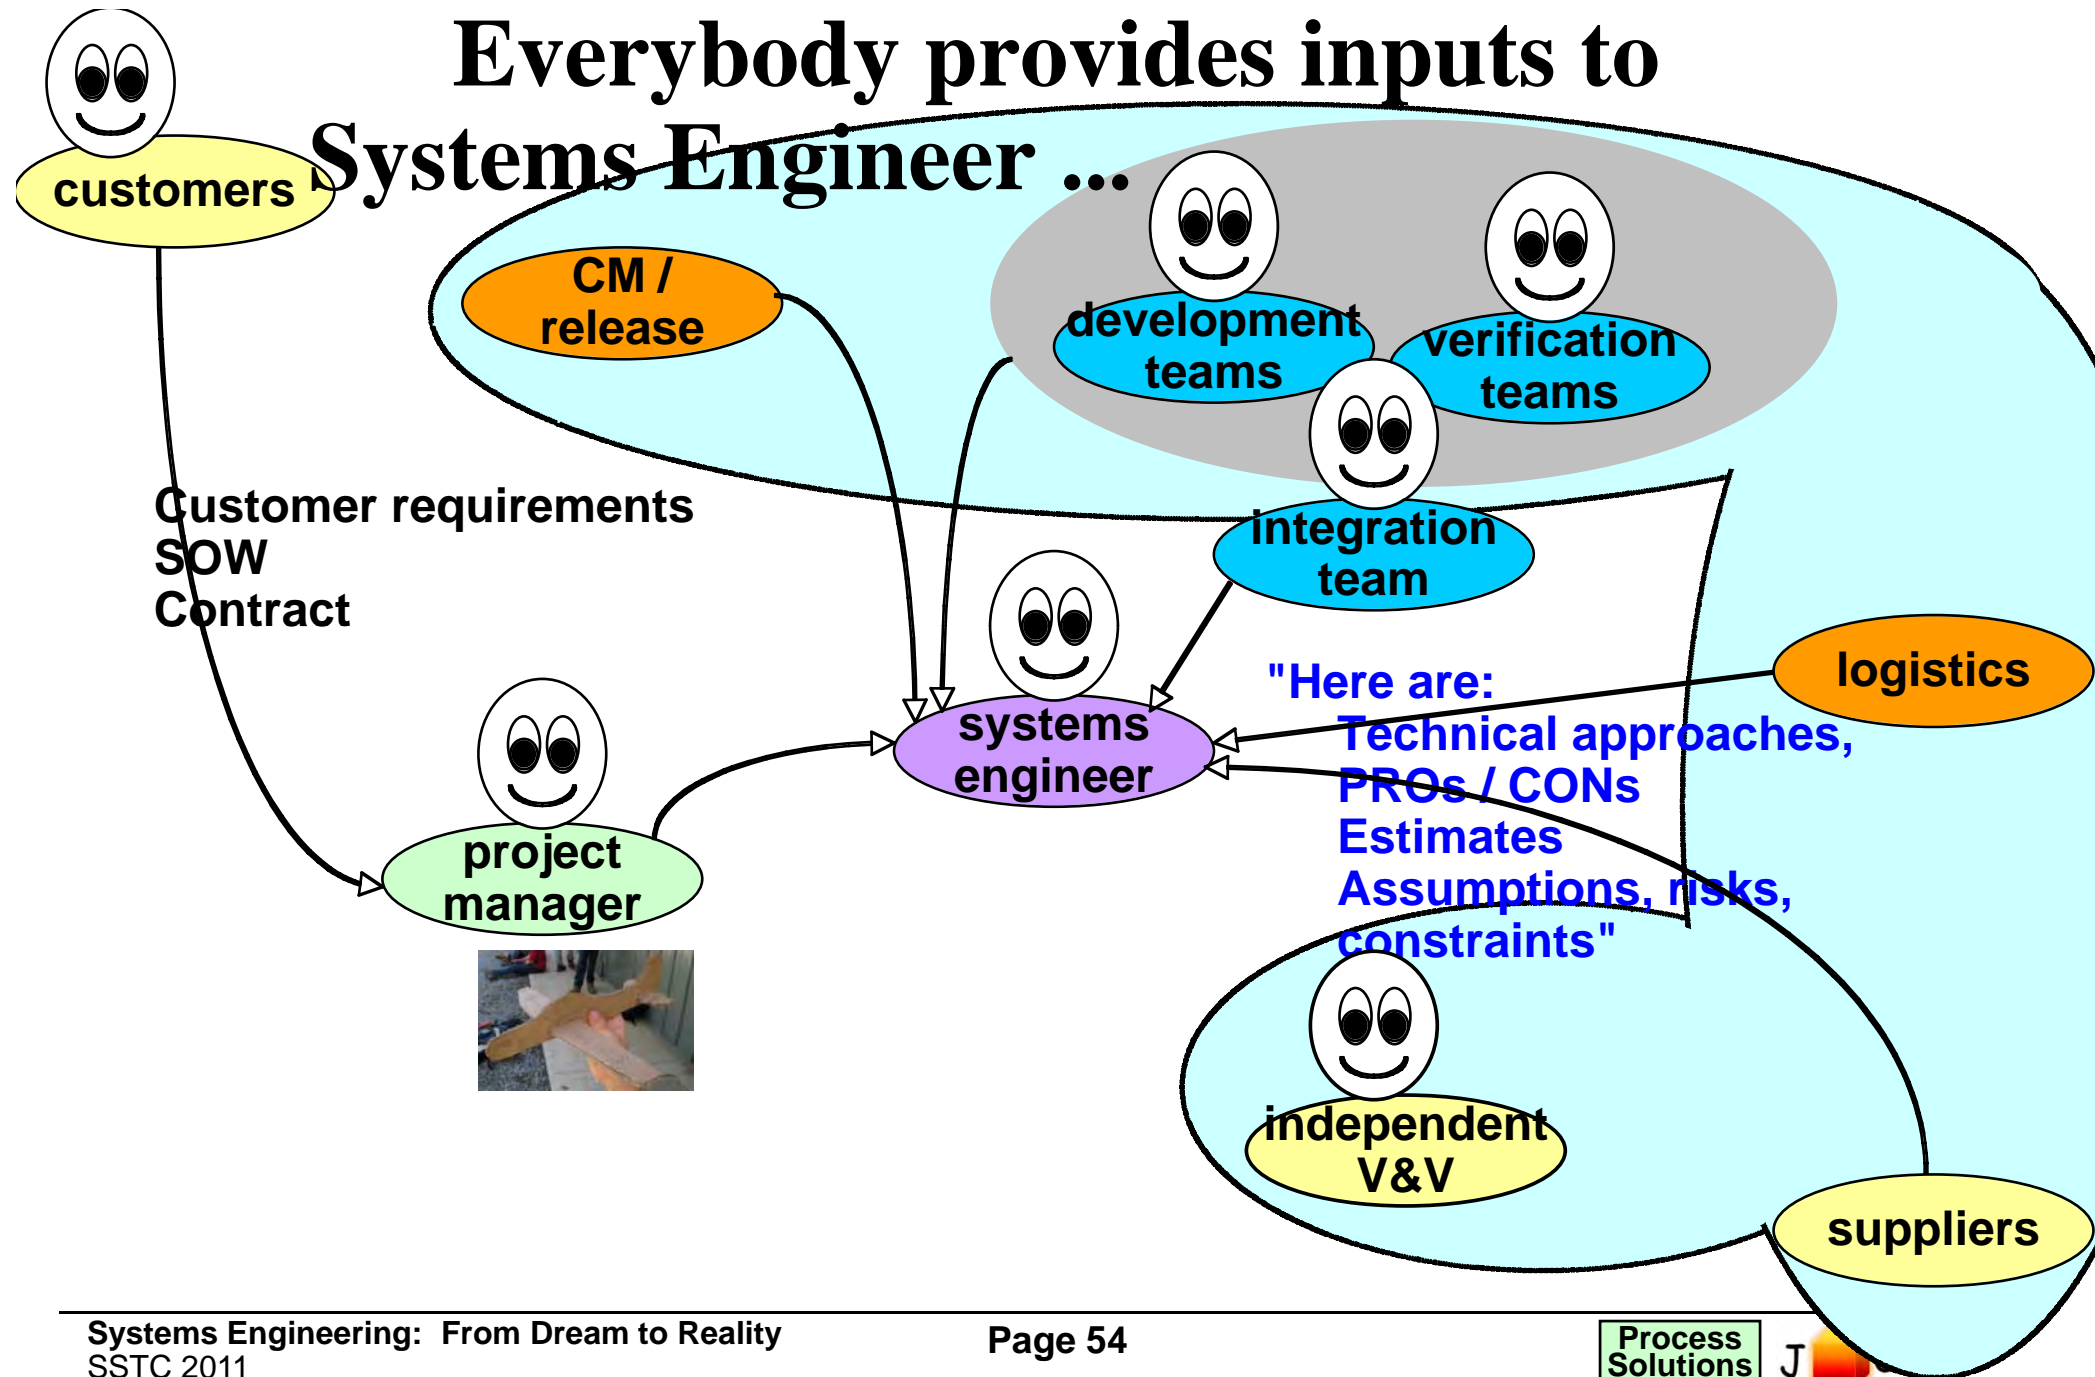 Everybody provides inputs to
Systems Engineer ...
customers
CM /
release
development
teams
verification
teams
integration
team
Customer requirements
SOW
Contract
systems
engineer
"Here are:
Technical approaches,
PROs / CONs
Estimates
Assumptions, risks,
constraints"
logistics
project
manager
independent
V&V
suppliers
Systems Engineering: From Dream to Reality
SSTC 2011
Page 54
Process
Solutions
J